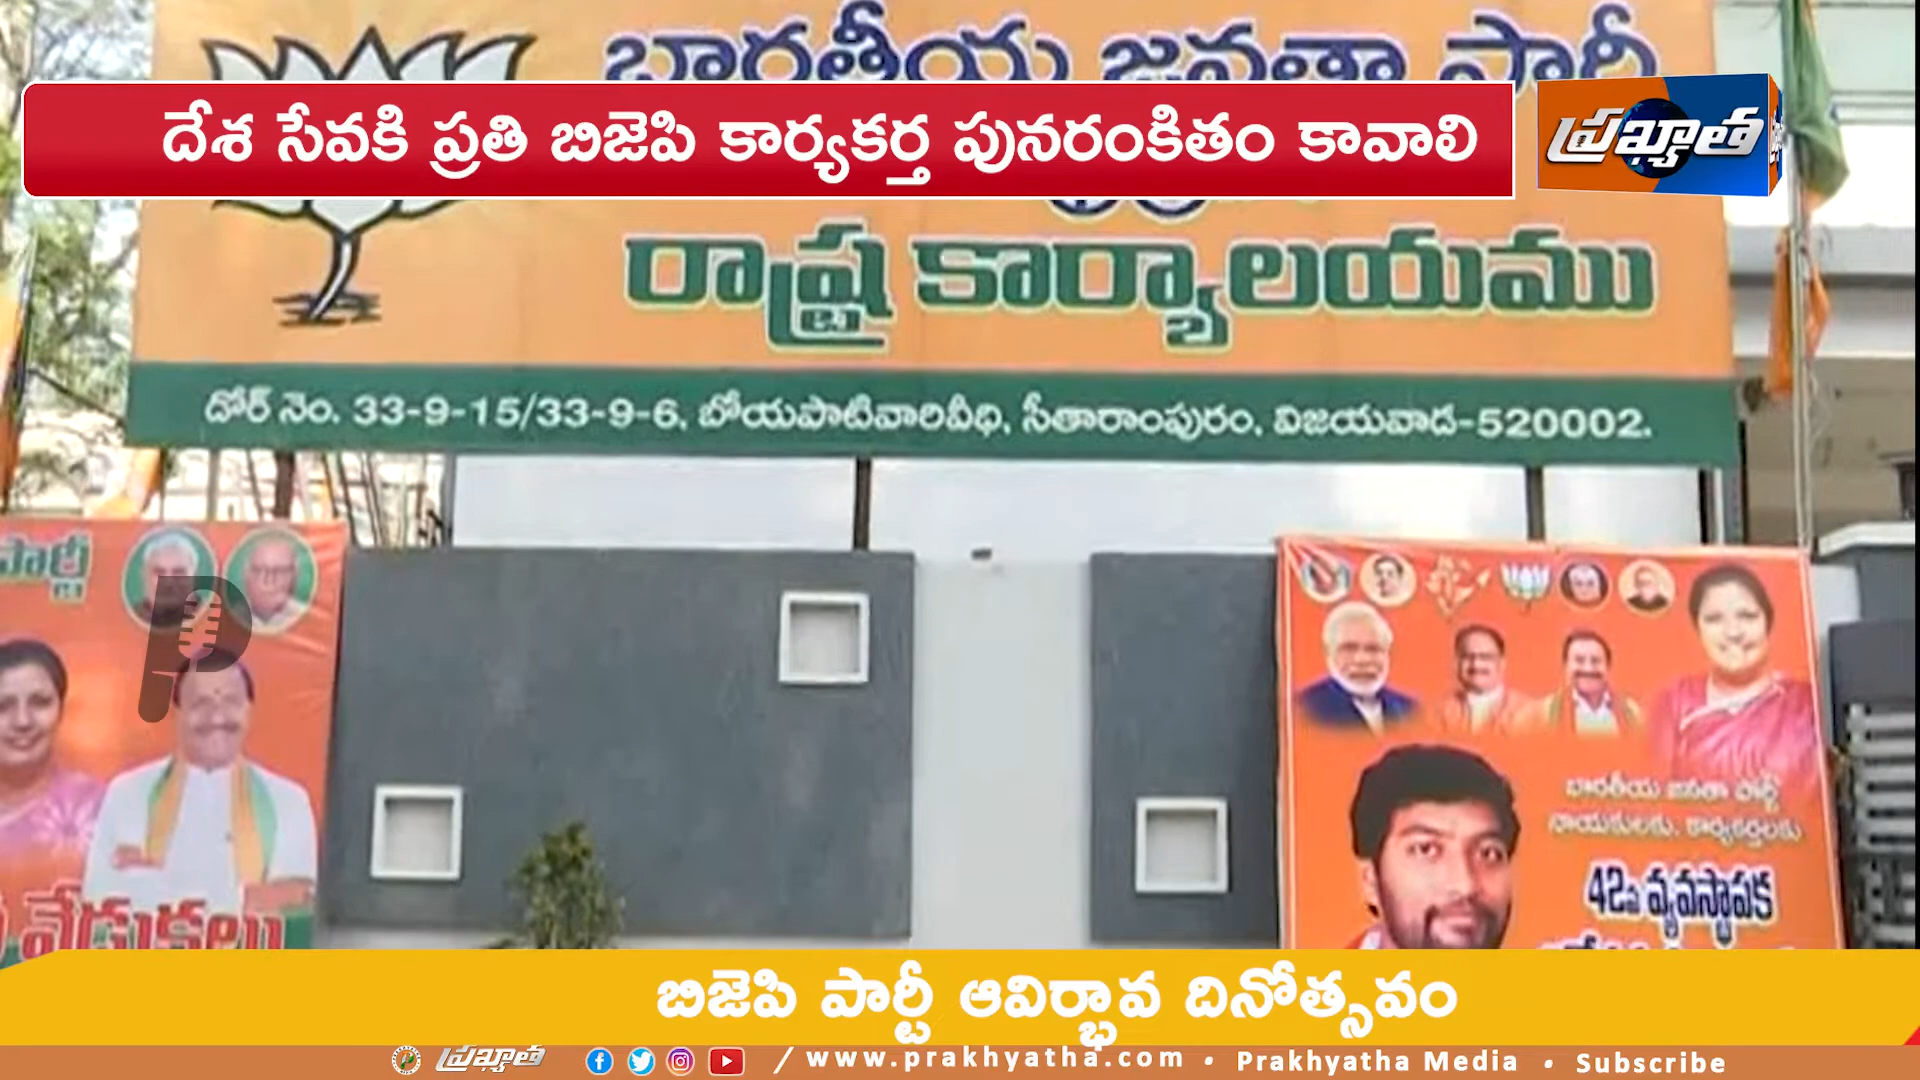 భారతీయ జనతా పార్టీ
దేశ సేవకి ప్రతి బిజెపి కార్యకర్త పునరంకితం కావాలి
ప్రఖ్యాత
రాష్ట్ర కార్యాలయము
దోర్ నెం. 33-9-15/33-9-6, బోయపాటివారివీధి, సీతారాంపురం, విజయవాడ-520002.
పార్టీ
భారతీయ జనతా పార్టీ
నాయకులకు, కార్యకర్తలకు
42వ వ్యవస్థాపక
వేడుకలు
బిజెపి పార్టీ ఆవిర్భావ దినోత్సవం
ప్రఖ్యాత / www.prakhyatha.com • Prakhyatha Media • Subscribe